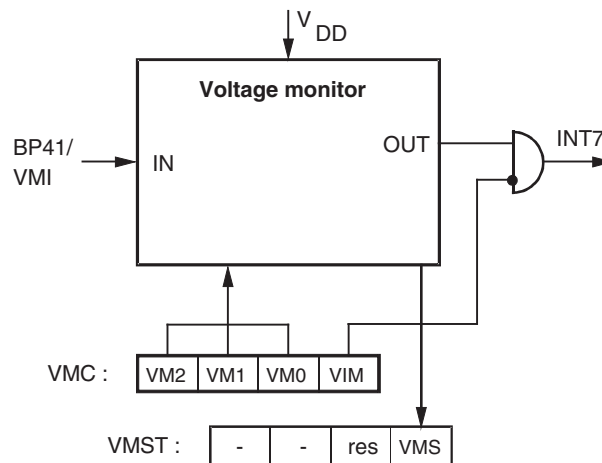 V
DD
Voltage monitor
BP41/
VMI
IN
OUT
INT7
VMC : VM2 VM1 VM0 VIM
VMST : - - res VMS